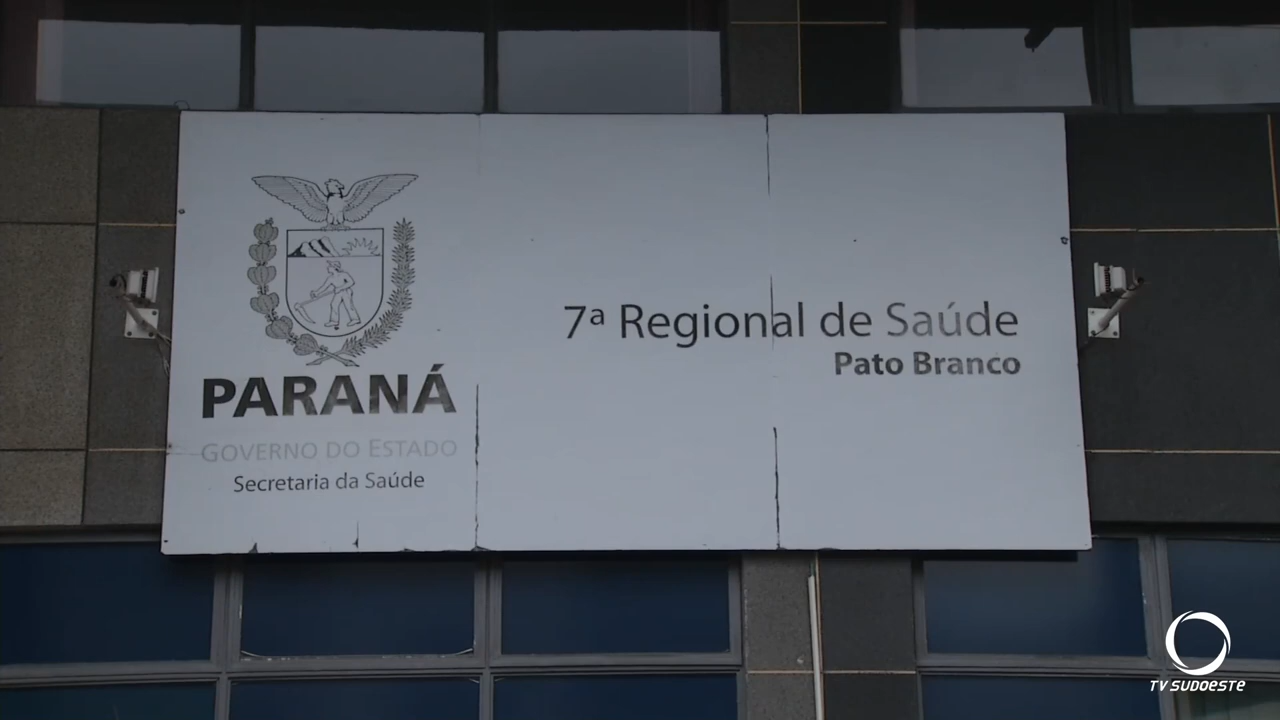 PARANÁ
GOVERNO DO ESTADO
Secretaria da Saúde
7ª Regional de Saúde
Pato Branco
TV SUDOESTE